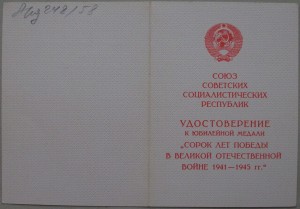 СОЮЗ
СОВЕТСКИХ
СОЦИАЛИСТИЧЕСКИХ
РЕСПУБЛИК
УДОСТОВЕРЕНИЕ
К ЮБИЛЕЙНОЙ МЕДАЛИ
„СОРОК ЛЕТ ПОБЕДЫ
В ВЕЛИКОЙ ОТЕЧЕСТВЕННОЙ
ВОЙНЕ 1941—1945 гг.“